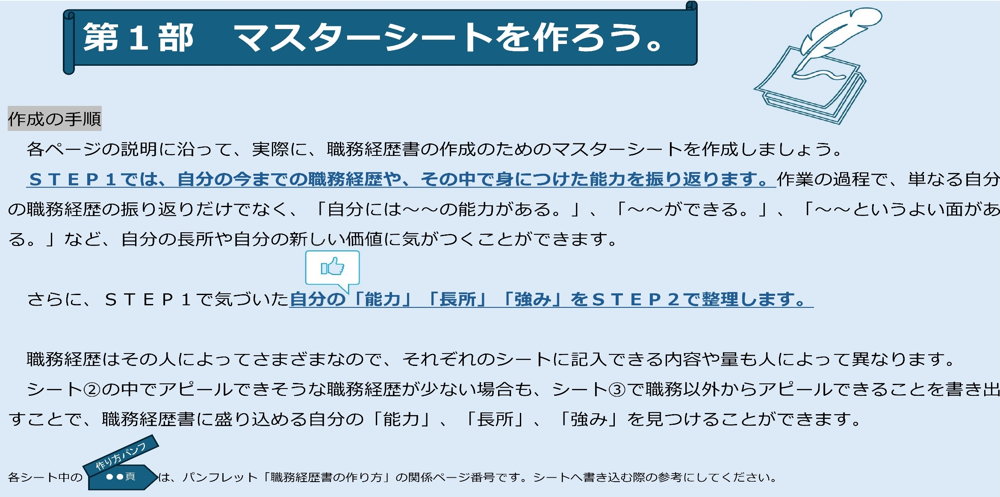 第１部　マスターシートを作ろう。
作成の手順
　各ページの説明に沿って、実際に、職務経歴書の作成のためのマスターシートを作成しましょう。
　ＳＴＥＰ１では、自分の今までの職務経歴や、その中で身につけた能力を振り返ります。作業の過程で、単なる自分
の職務経歴の振り返りだけでなく、「自分には～～の能力がある。」、「～～ができる。」、「～～というよい面があ
る。」など、自分の長所や自分の新しい価値に気がつくことができます。
　さらに、ＳＴＥＰ１で気づいた自分の「能力」「長所」「強み」をＳＴＥＰ２で整理します。
　職務経歴はその人によってさまざまなので、それぞれのシートに記入できる内容や量も人によって異なります。
　シート②の中でアピールできそうな職務経歴が少ない場合も、シート③で職務以外からアピールできることを書き出
すことで、職務経歴書に盛り込める自分の「能力」、「長所」、「強み」を見つけることができます。
作り方パンフ
各シート中の ●●頁 は、パンフレット「職務経歴書の作り方」の関係ページ番号です。シートへ書き込む際の参考にしてください。